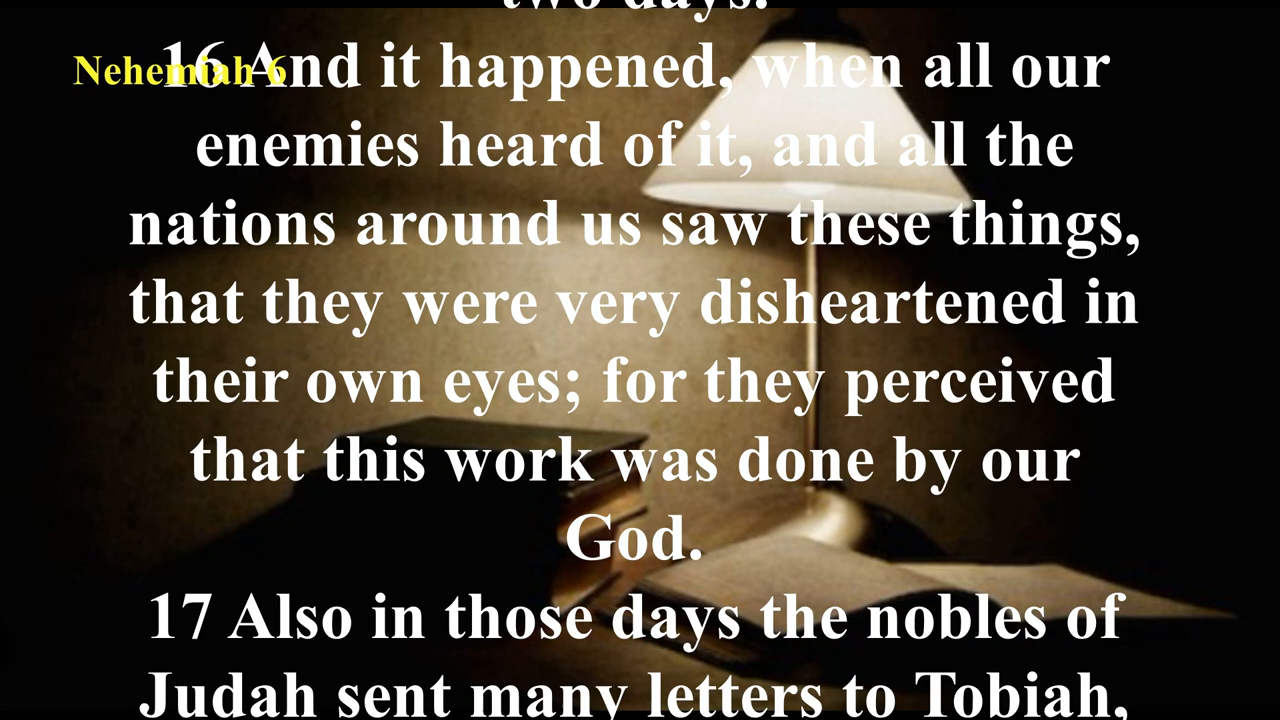 two days.
Nehemiah 6
16 And it happened, when all our
enemies heard of it, and all the
nations around us saw these things,
that they were very disheartened in
their own eyes; for they perceived
that this work was done by our
God.
17 Also in those days the nobles of
Judah sent many letters to Tobiah,